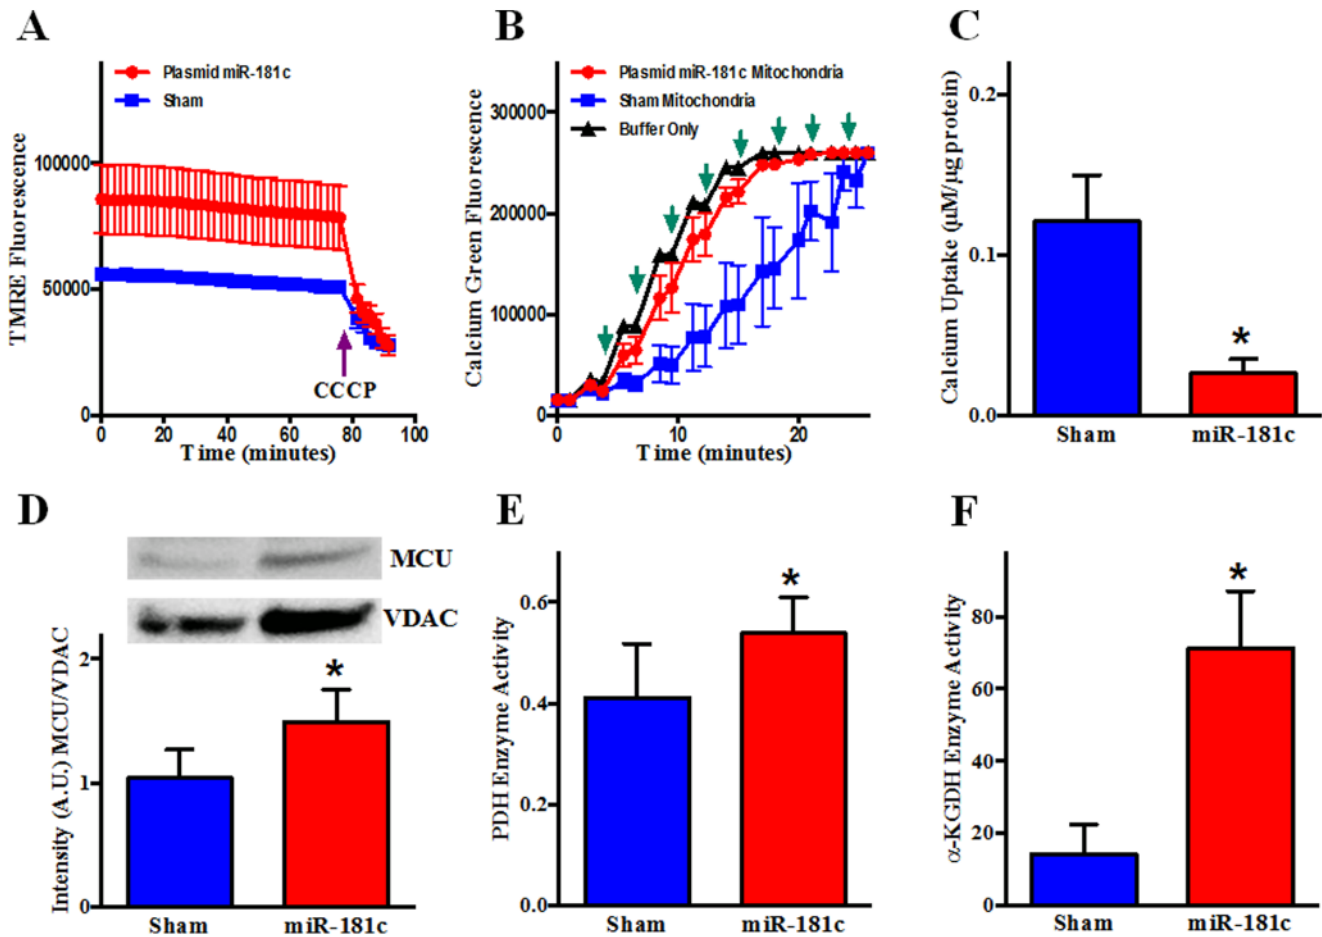 A
Plasmid miR-181c
Sham
TMRE Fluorescence
100000
50000
0
CCCP
0 20 40 60 80 100
Time (minutes)
B
Plasmid miR-181c Mitochondria
Sham Mitochondria
Buffer Only
Calcium Green Fluorescence
300000
200000
100000
0
0 10 20
Time (minutes)
C
Calcium Uptake (µM/µgprotein)
0.2
0.1
0.0
*
Sham miR-181c
D
MCU
VDAC
Intensity (A.U.) MCU/VDAC
2
1
0
*
Sham miR-181c
E
PDH Enzyme Activity
0.6
0.4
0.2
0.0
*
Sham miR-181c
F
α-KGDH Enzyme Activity
80
60
40
20
0
*
Sham miR-181c